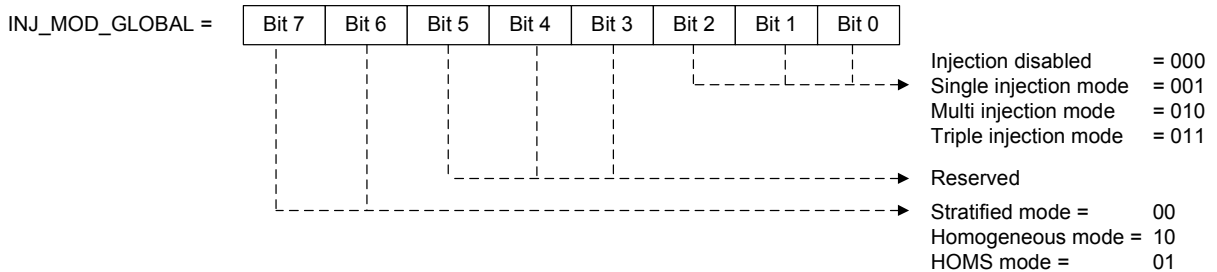 INJ_MOD_GLOBAL = Bit 7 Bit 6 Bit 5 Bit 4 Bit 3 Bit 2 Bit 1 Bit 0
Injection disabled = 000
Single injection mode = 001
Multi injection mode = 010
Triple injection mode = 011
Reserved
Stratified mode = 00
Homogeneous mode = 10
HOMS mode = 01